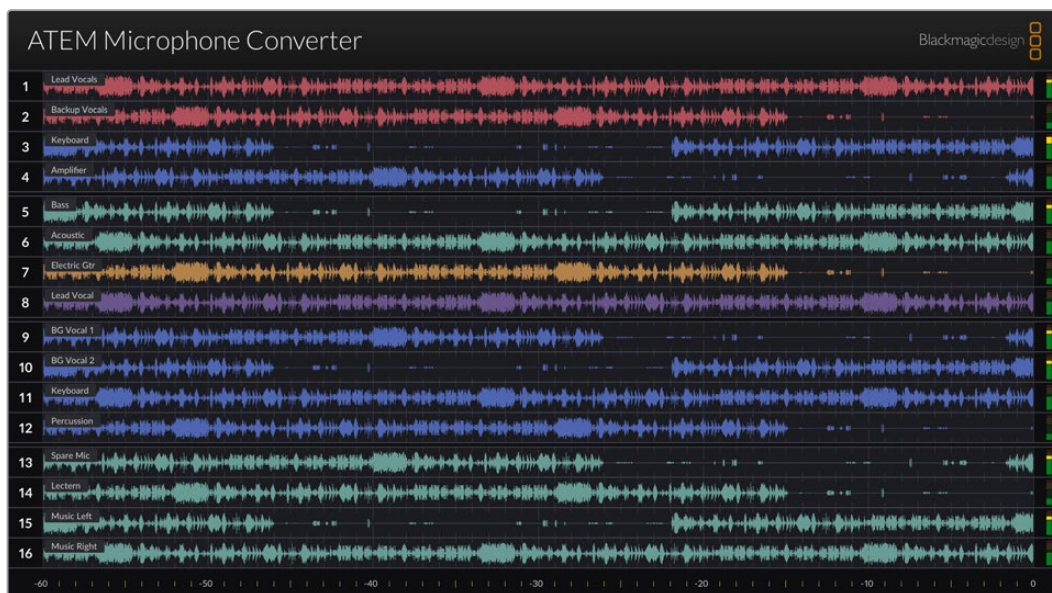 ATEM Microphone Converter
Blackmagicdesign
1 Lead Vocals
2 Backup Vocals
3 Keyboard
4 Amplifier
5 Bass
6 Acoustic
7 Electric Gtr
8 Lead Vocal
9 BG Vocal 1
10 BG Vocal 2
11 Keyboard
12 Percussion
13 Spare Mic
14 Lectern
15 Music Left
16 Music Right
-60 -50 -40 -30 -20 -10 0